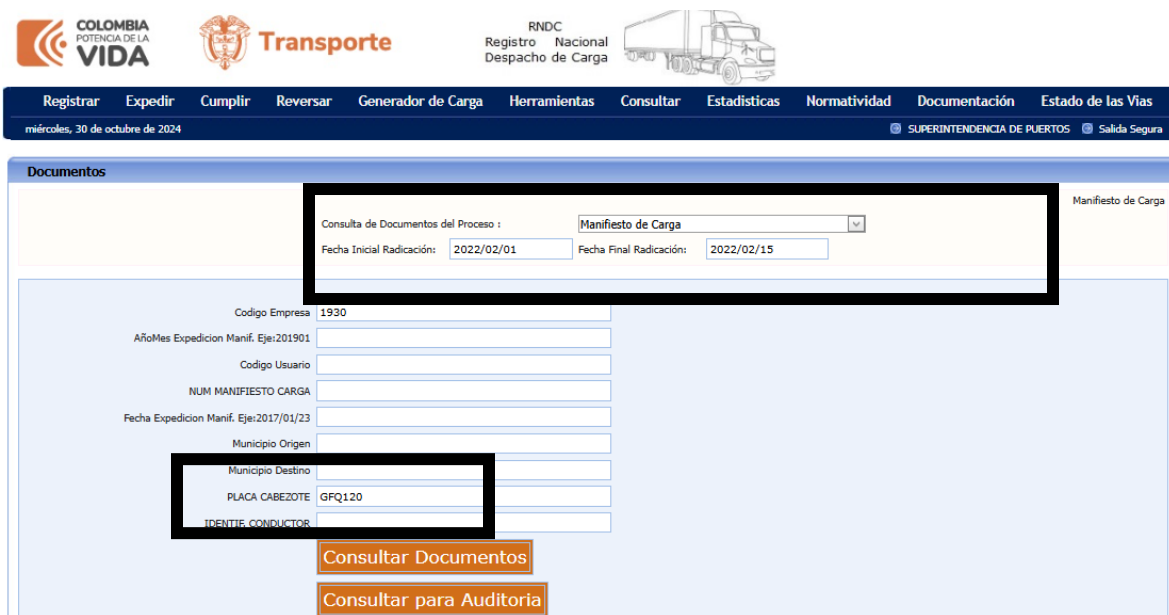 COLOMBIA
POTENCIA DE LA
VIDA
Transporte
RNDC
Registro Nacional
Despacho de Carga
Registrar Expedir Cumplir Reversar Generador de Carga Herramientas Consultar Estadisticas Normatividad Documentación Estado de las Vias
miércoles, 30 de octubre de 2024 SUPERINTENDENCIA DE PUERTOS Salida Segura
Documentos
Manifiesto de Carga
Consulta de Documentos del Proceso : Manifiesto de Carga
Fecha Inicial Radicación: 2022/02/01 Fecha Final Radicación: 2022/02/15
Codigo Empresa 1930
AñoMes Expedicion Manif. Eje:201901
Codigo Usuario
NUM MANIFIESTO CARGA
Fecha Expedicion Manif. Eje:2017/01/23
Municipio Origen
Municipio Destino
PLACA CABEZOTE GFQ120
IDENTIF. CONDUCTOR
Consultar Documentos
Consultar para Auditoria